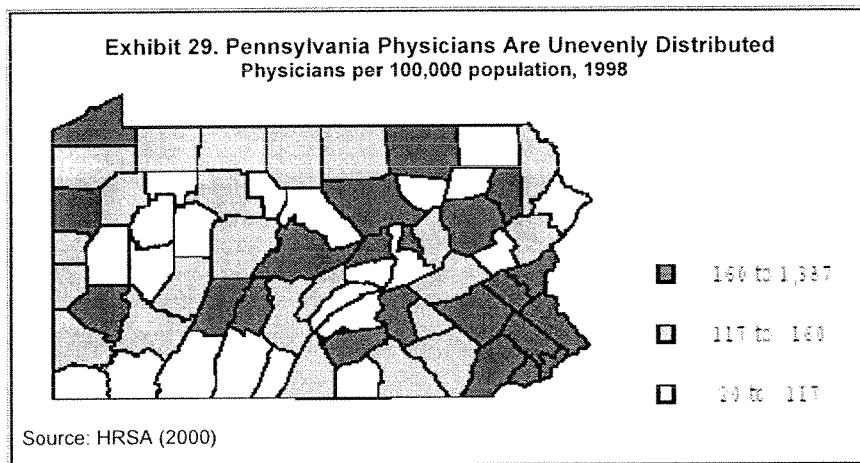 Exhibit 29. Pennsylvania Physicians Are Unevenly Distributed
Physicians per 100,000 population, 1998
160 to 1,387
117 to 160
to 117
Source: HRSA (2000)